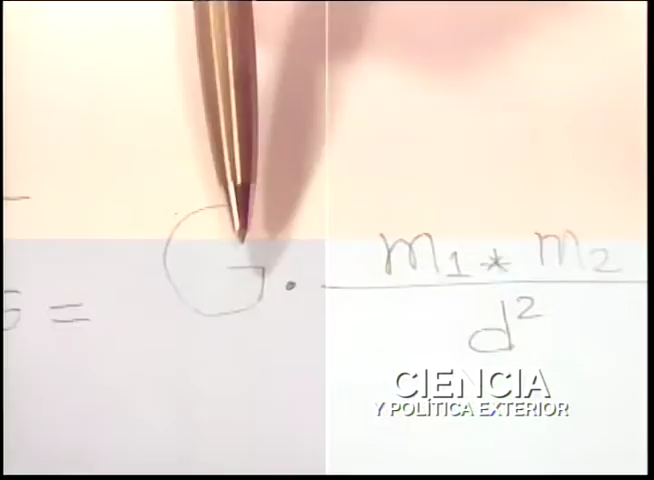 = G · m₁ * m₂
d²
CIENCIA
Y POLÍTICA EXTERIOR